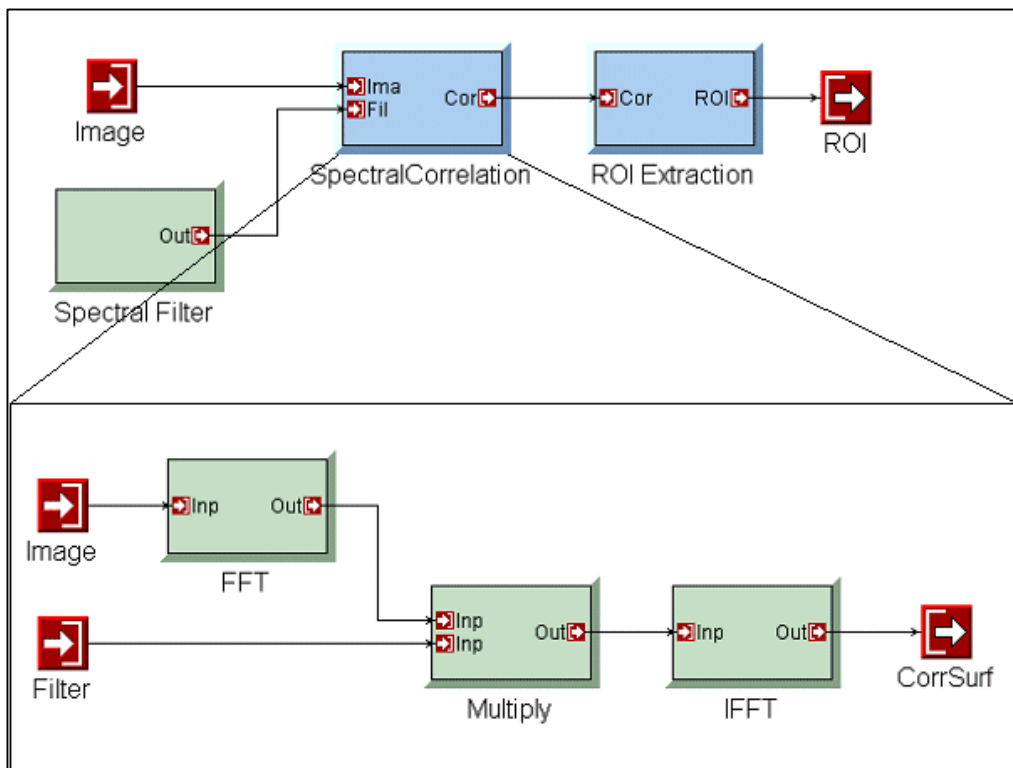 Image
Ima
Fil
Cor
SpectralCorrelation
Cor
ROI
ROI Extraction
ROI
Out
Spectral Filter
Image
Inp
Out
FFT
Filter
Inp
Inp
Out
Multiply
Inp
Out
IFFT
CorrSurf